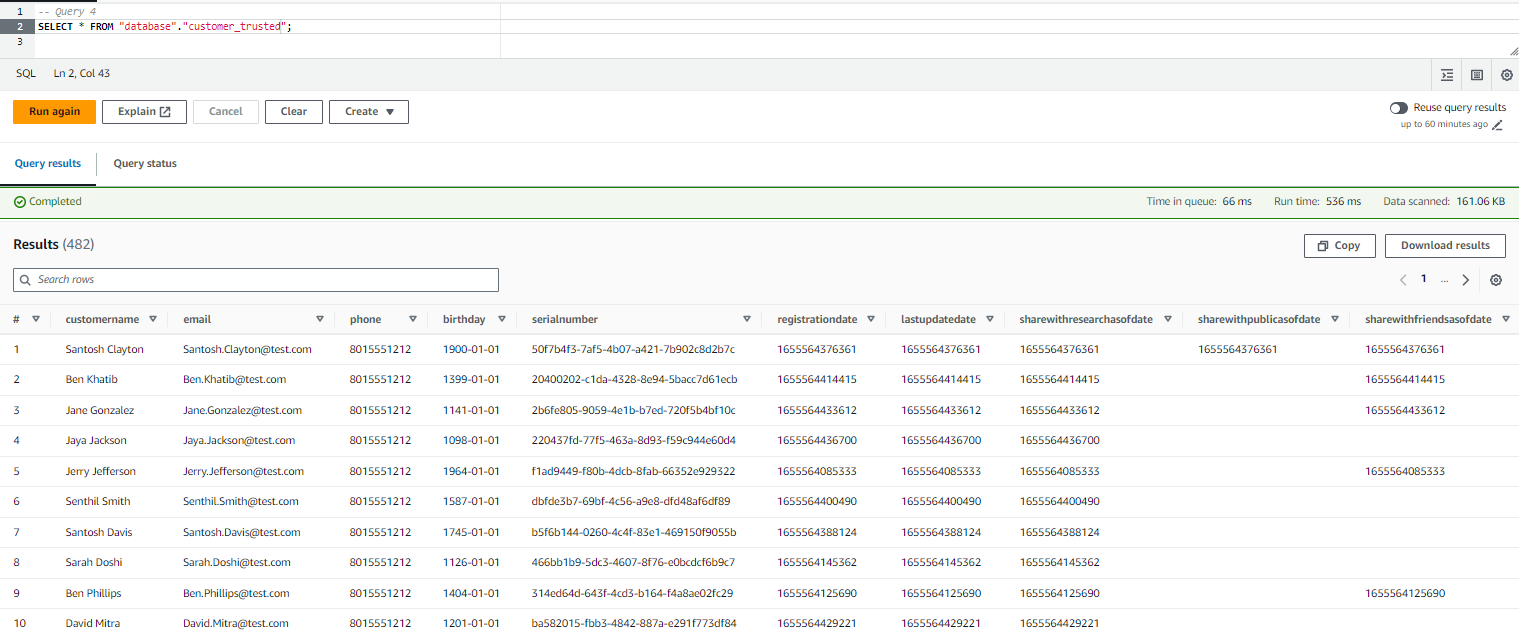 1 -- Query 4
2 SELECT * FROM "database"."customer_trusted";
3
SQL Ln 2, Col 43
Run again Explain Cancel Clear Create Reuse query results
up to 60 minutes ago
Query results Query status
Completed Time in queue: 66 ms Run time: 536 ms Data scanned: 161.06 KB
Results (482) Copy Download results
Search rows 1 ...
# customername email phone birthday serialnumber registrationdate lastupdatedate sharewithresearchasofdate sharewithpublicasofdate sharewithfriendsasofdate
1 Santosh Clayton Santosh.Clayton@test.com 8015551212 1900-01-01 50f7b4f3-7af5-4b07-a421-7b902c8d2b7c 1655564376361 1655564376361 1655564376361 1655564376361 1655564376361
2 Ben Khatib Ben.Khatib@test.com 8015551212 1399-01-01 20400202-c1da-4328-8e94-5bacc7d61ecb 1655564414415 1655564414415 1655564414415 1655564414415
3 Jane Gonzalez Jane.Gonzalez@test.com 8015551212 1141-01-01 2b6fe805-9059-4e1b-b7ed-720f5b4bf10c 1655564433612 1655564433612 1655564433612 1655564433612
4 Jaya Jackson Jaya.Jackson@test.com 8015551212 1098-01-01 220437fd-77f5-463a-8d93-f59c944e60d4 1655564436700 1655564436700 1655564436700
5 Jerry Jefferson Jerry.Jefferson@test.com 8015551212 1964-01-01 f1ad9449-f80b-4dcb-8fab-66352e929322 1655564085333 1655564085333 1655564085333 1655564085333
6 Senthil Smith Senthil.Smith@test.com 8015551212 1587-01-01 dbfde3b7-69bf-4c56-a9e8-dfd48af6df89 1655564400490 1655564400490 1655564400490
7 Santosh Davis Santosh.Davis@test.com 8015551212 1745-01-01 b5f6b144-0260-4c4f-83e1-469150f9055b 1655564388124 1655564388124 1655564388124
8 Sarah Doshi Sarah.Doshi@test.com 8015551212 1126-01-01 466bb1b9-5dc3-4607-8f76-e0bcdcf6b9c7 1655564145362 1655564145362 1655564145362
9 Ben Phillips Ben.Phillips@test.com 8015551212 1404-01-01 314ed64d-643f-4cd3-b164-f4a8ae02fc29 1655564125690 1655564125690 1655564125690 1655564125690
10 David Mitra David.Mitra@test.com 8015551212 1201-01-01 ba582015-fbb3-4842-887a-e291f773df84 1655564429221 1655564429221 1655564429221